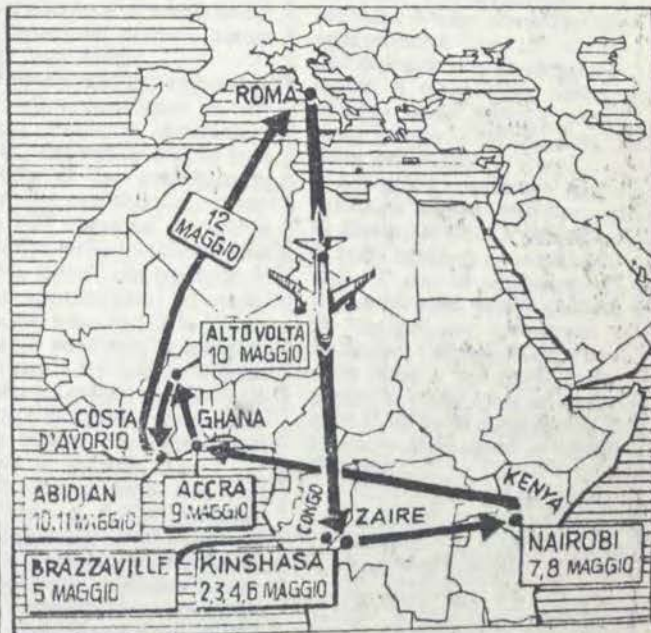 ROMA
12
MAGGIO
ALTO VOLTA
10 MAGGIO
COSTA
D'AVORIO
GHANA
ABIDIAN
10.11 MAGGIO
ACCRA
9 MAGGIO
CONGO
ZAIRE
KENYA
BRAZZAVILLE
5 MAGGIO
KINSHASA
2,3,4,6 MAGGIO
NAIROBI
7,8 MAGGIO